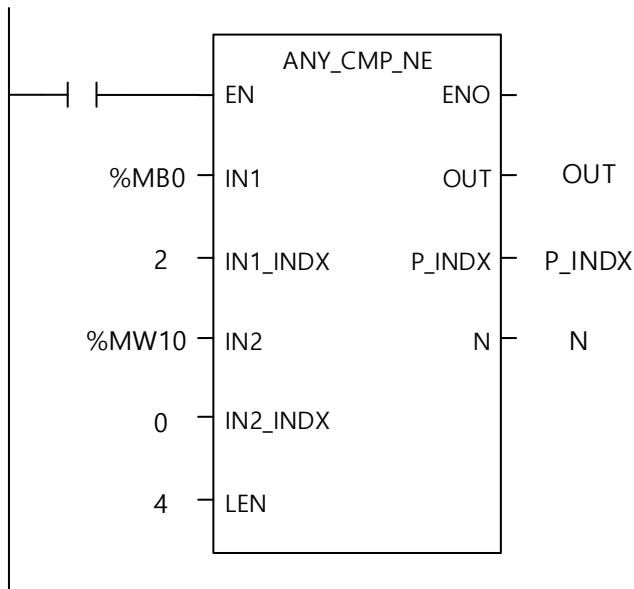 ANY_CMP_NE
EN ENO
%MB0 IN1 OUT OUT
2 IN1_INDX P_INDX P_INDX
%MW10 IN2 N N
0 IN2_INDX
4 LEN